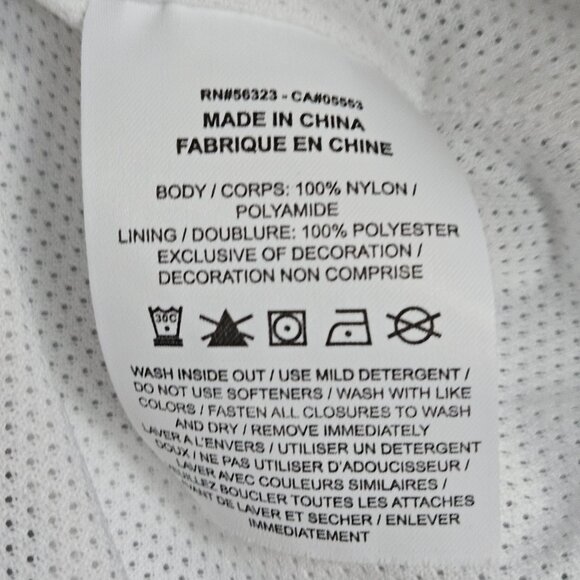 RN#56323 - CA#05553
MADE IN CHINA
FABRIQUE EN CHINE
BODY / CORPS: 100% NYLON /
POLYAMIDE
LINING / DOUBLURE: 100% POLYESTER
EXCLUSIVE OF DECORATION /
DECORATION NON COMPRISE
30C
WASH INSIDE OUT / USE MILD DETERGENT /
DO NOT USE SOFTENERS / WASH WITH LIKE
COLORS / FASTEN ALL CLOSURES TO WASH
AND DRY / REMOVE IMMEDIATELY
LAVER A L'ENVERS / UTILISER UN DETERGENT
DOUX / NE PAS UTILISER D'ADOUCISEUR /
LAVER AVEC COULEURS SIMILAIRES /
BOUCLER TOUTES LES ATTACHES
DE LAVER ET SECHER / ENLEVER
IMMEDIATEMENT